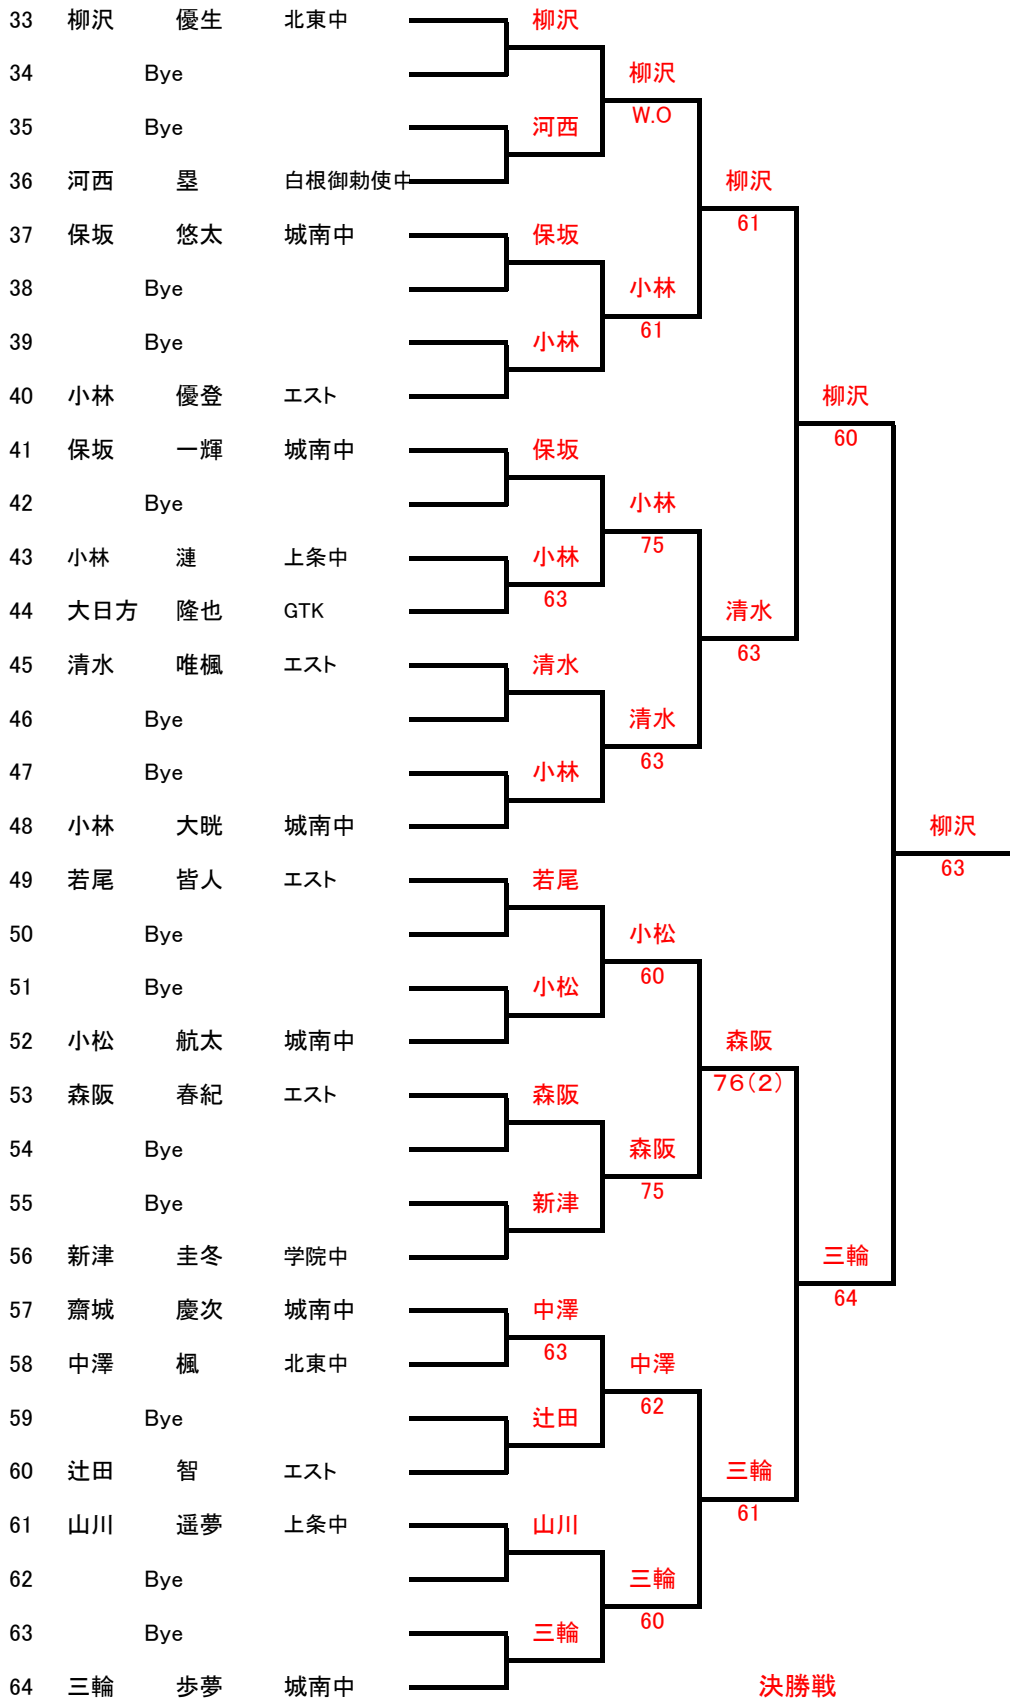 33 柳沢 優生 北東中 柳沢
34 Bye 柳沢
35 Bye 河西 W.O
36 河西 塁 白根御勅使中 柳沢
61
37 保坂 悠太 城南中 保坂
38 Bye 小林
39 Bye 小林 61
40 小林 優登 エスト 柳沢
60
41 保坂 一輝 城南中 保坂
42 Bye 小林
75
43 小林 漣 上条中 小林
63
44 大日方 隆也 GTK 清水
63
45 清水 唯楓 エスト 清水
46 Bye 清水
63
47 Bye 小林
48 小林 大晄 城南中 柳沢
63
49 若尾 皆人 エスト 若尾
50 Bye 小松
60
51 Bye 小松
52 小松 航太 城南中 森阪
76(2)
53 森阪 春紀 エスト 森阪
54 Bye 森阪
75
55 Bye 新津
56 新津 圭冬 学院中 三輪
64
57 齋城 慶次 城南中 中澤
63
58 中澤 楓 北東中 中澤
62
59 Bye 辻田
60 辻田 智 エスト 三輪
61
61 山川 遥夢 上条中 山川
62 Bye 三輪
60
63 Bye 三輪
64 三輪 歩夢 城南中 決勝戦